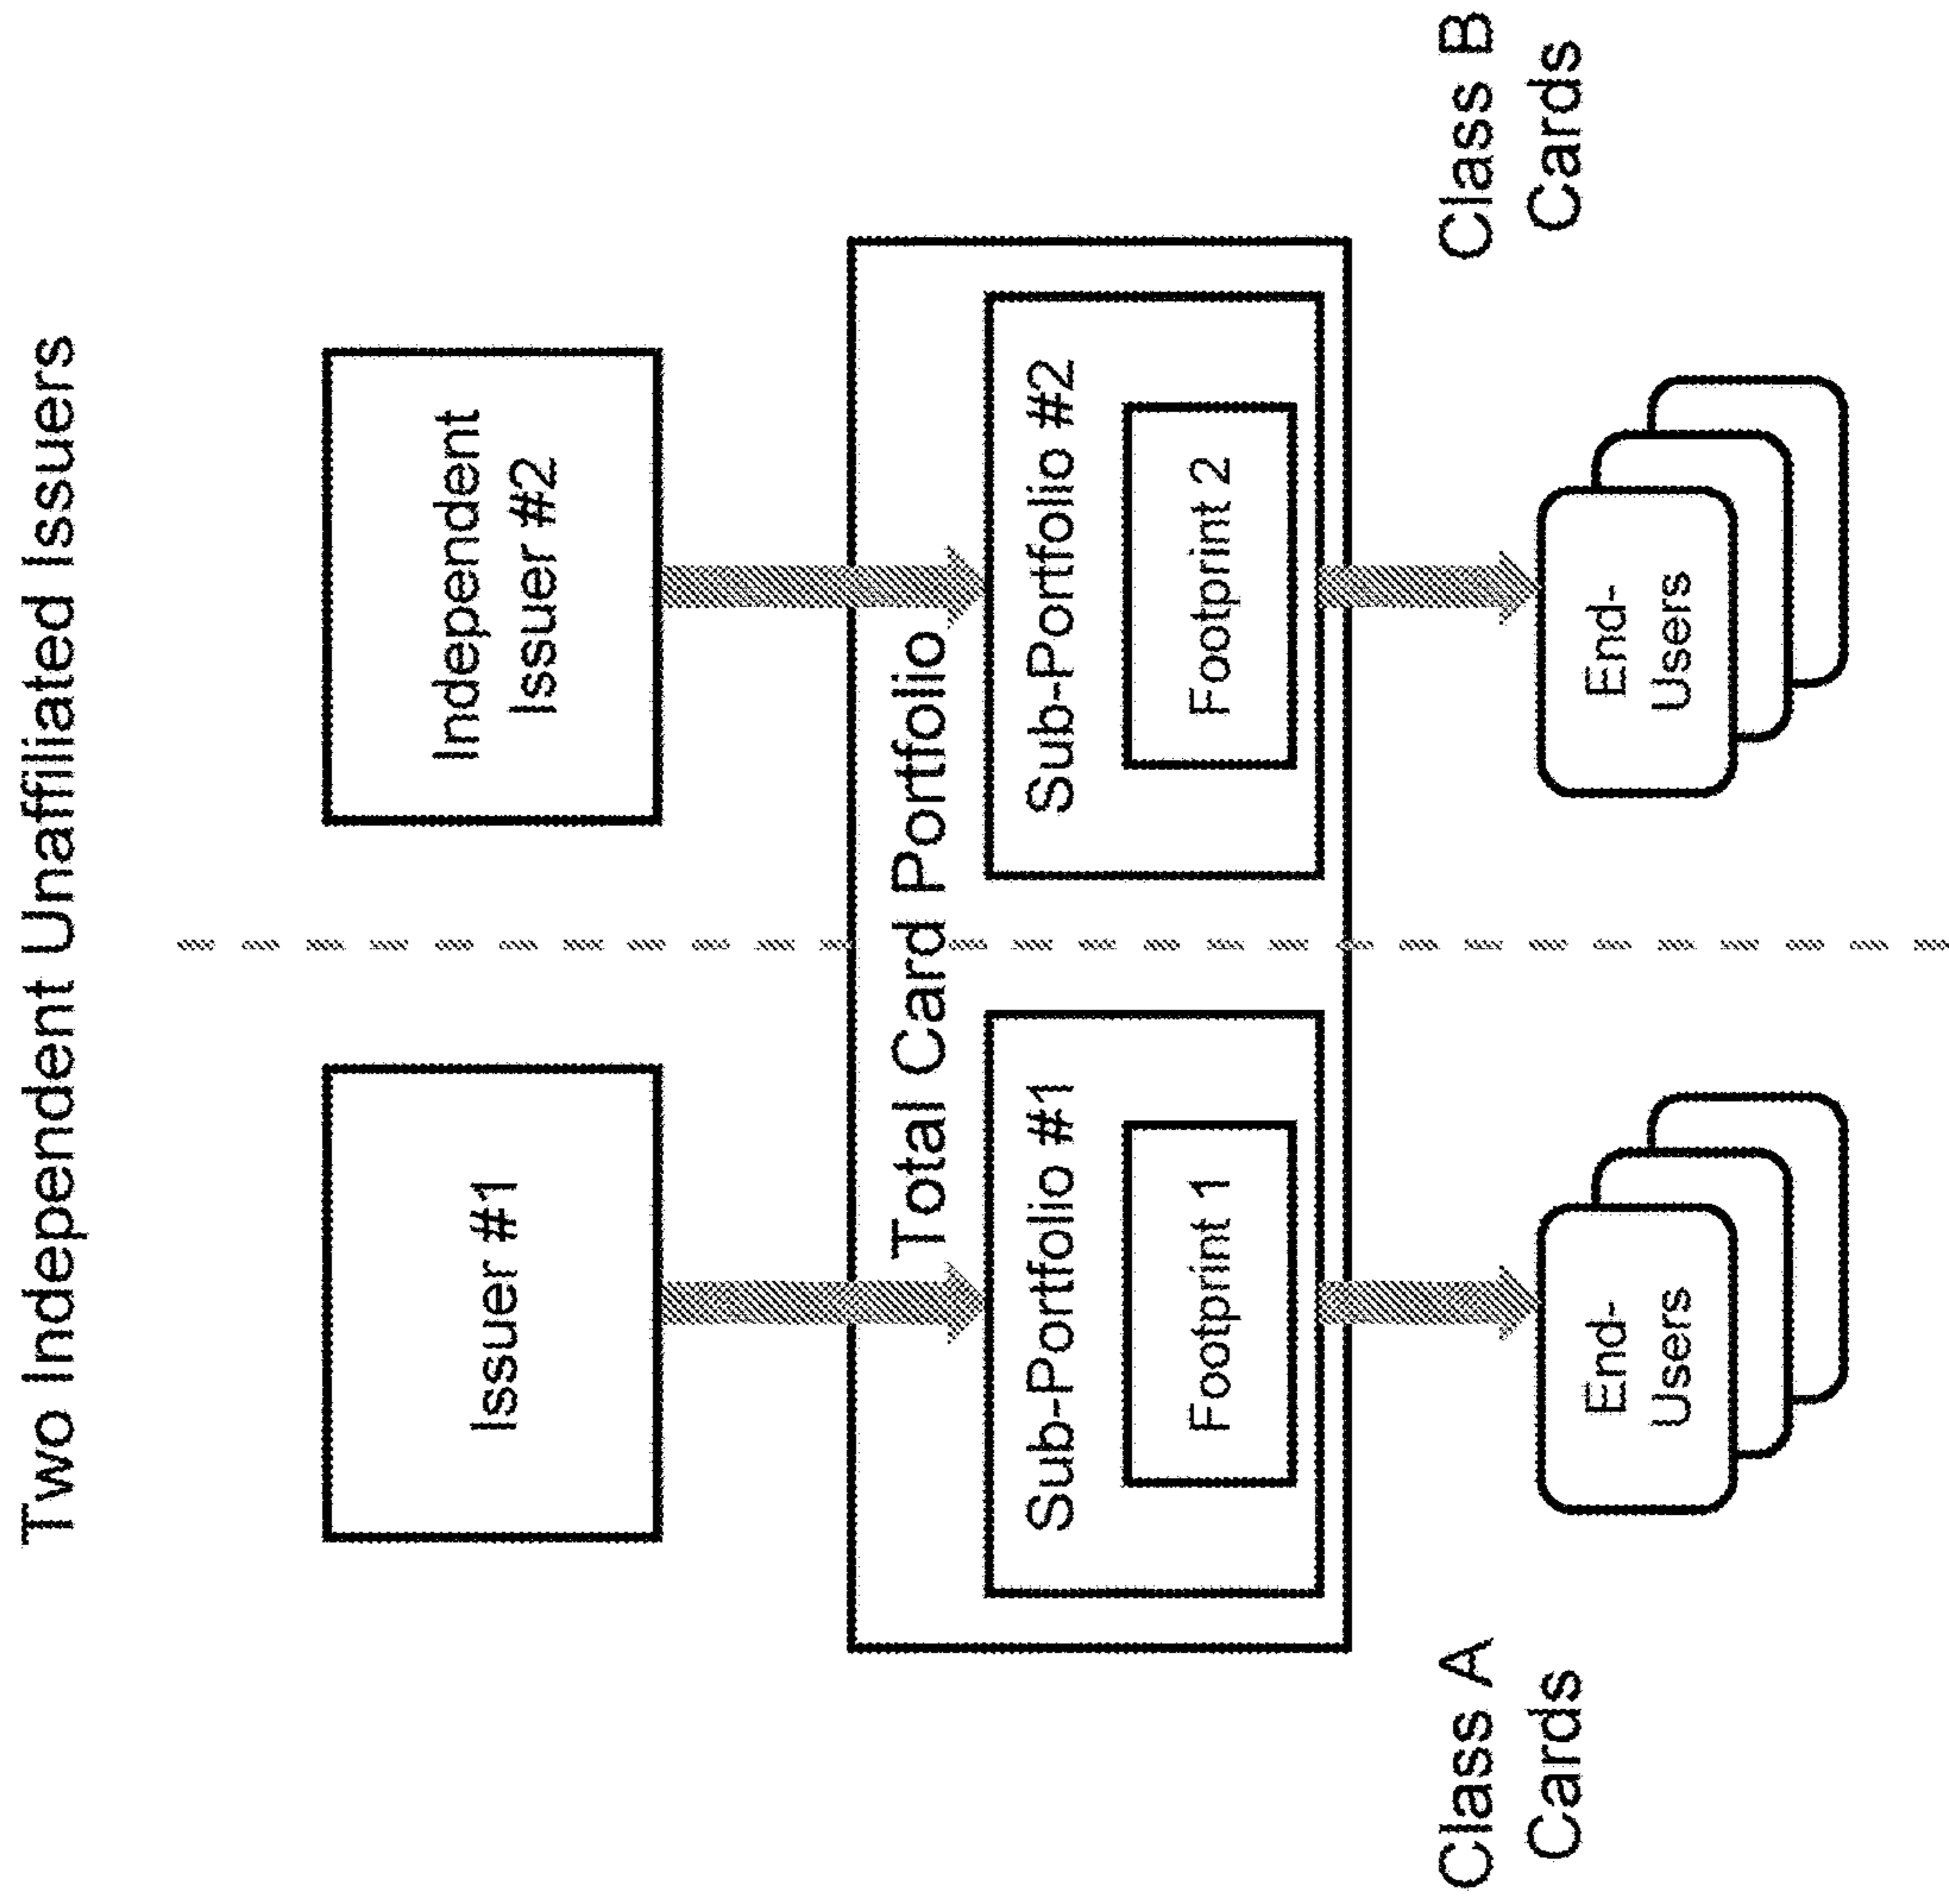 Two Independent Unaffiliated Issuers
Issuer #1
Independent
Issuer #2
Total Card Portfolio
Sub-Portfolio #1
Footprint 1
Sub-Portfolio #2
Footprint 2
Class A
Cards
End-
Users
End-
Users
Class B
Cards